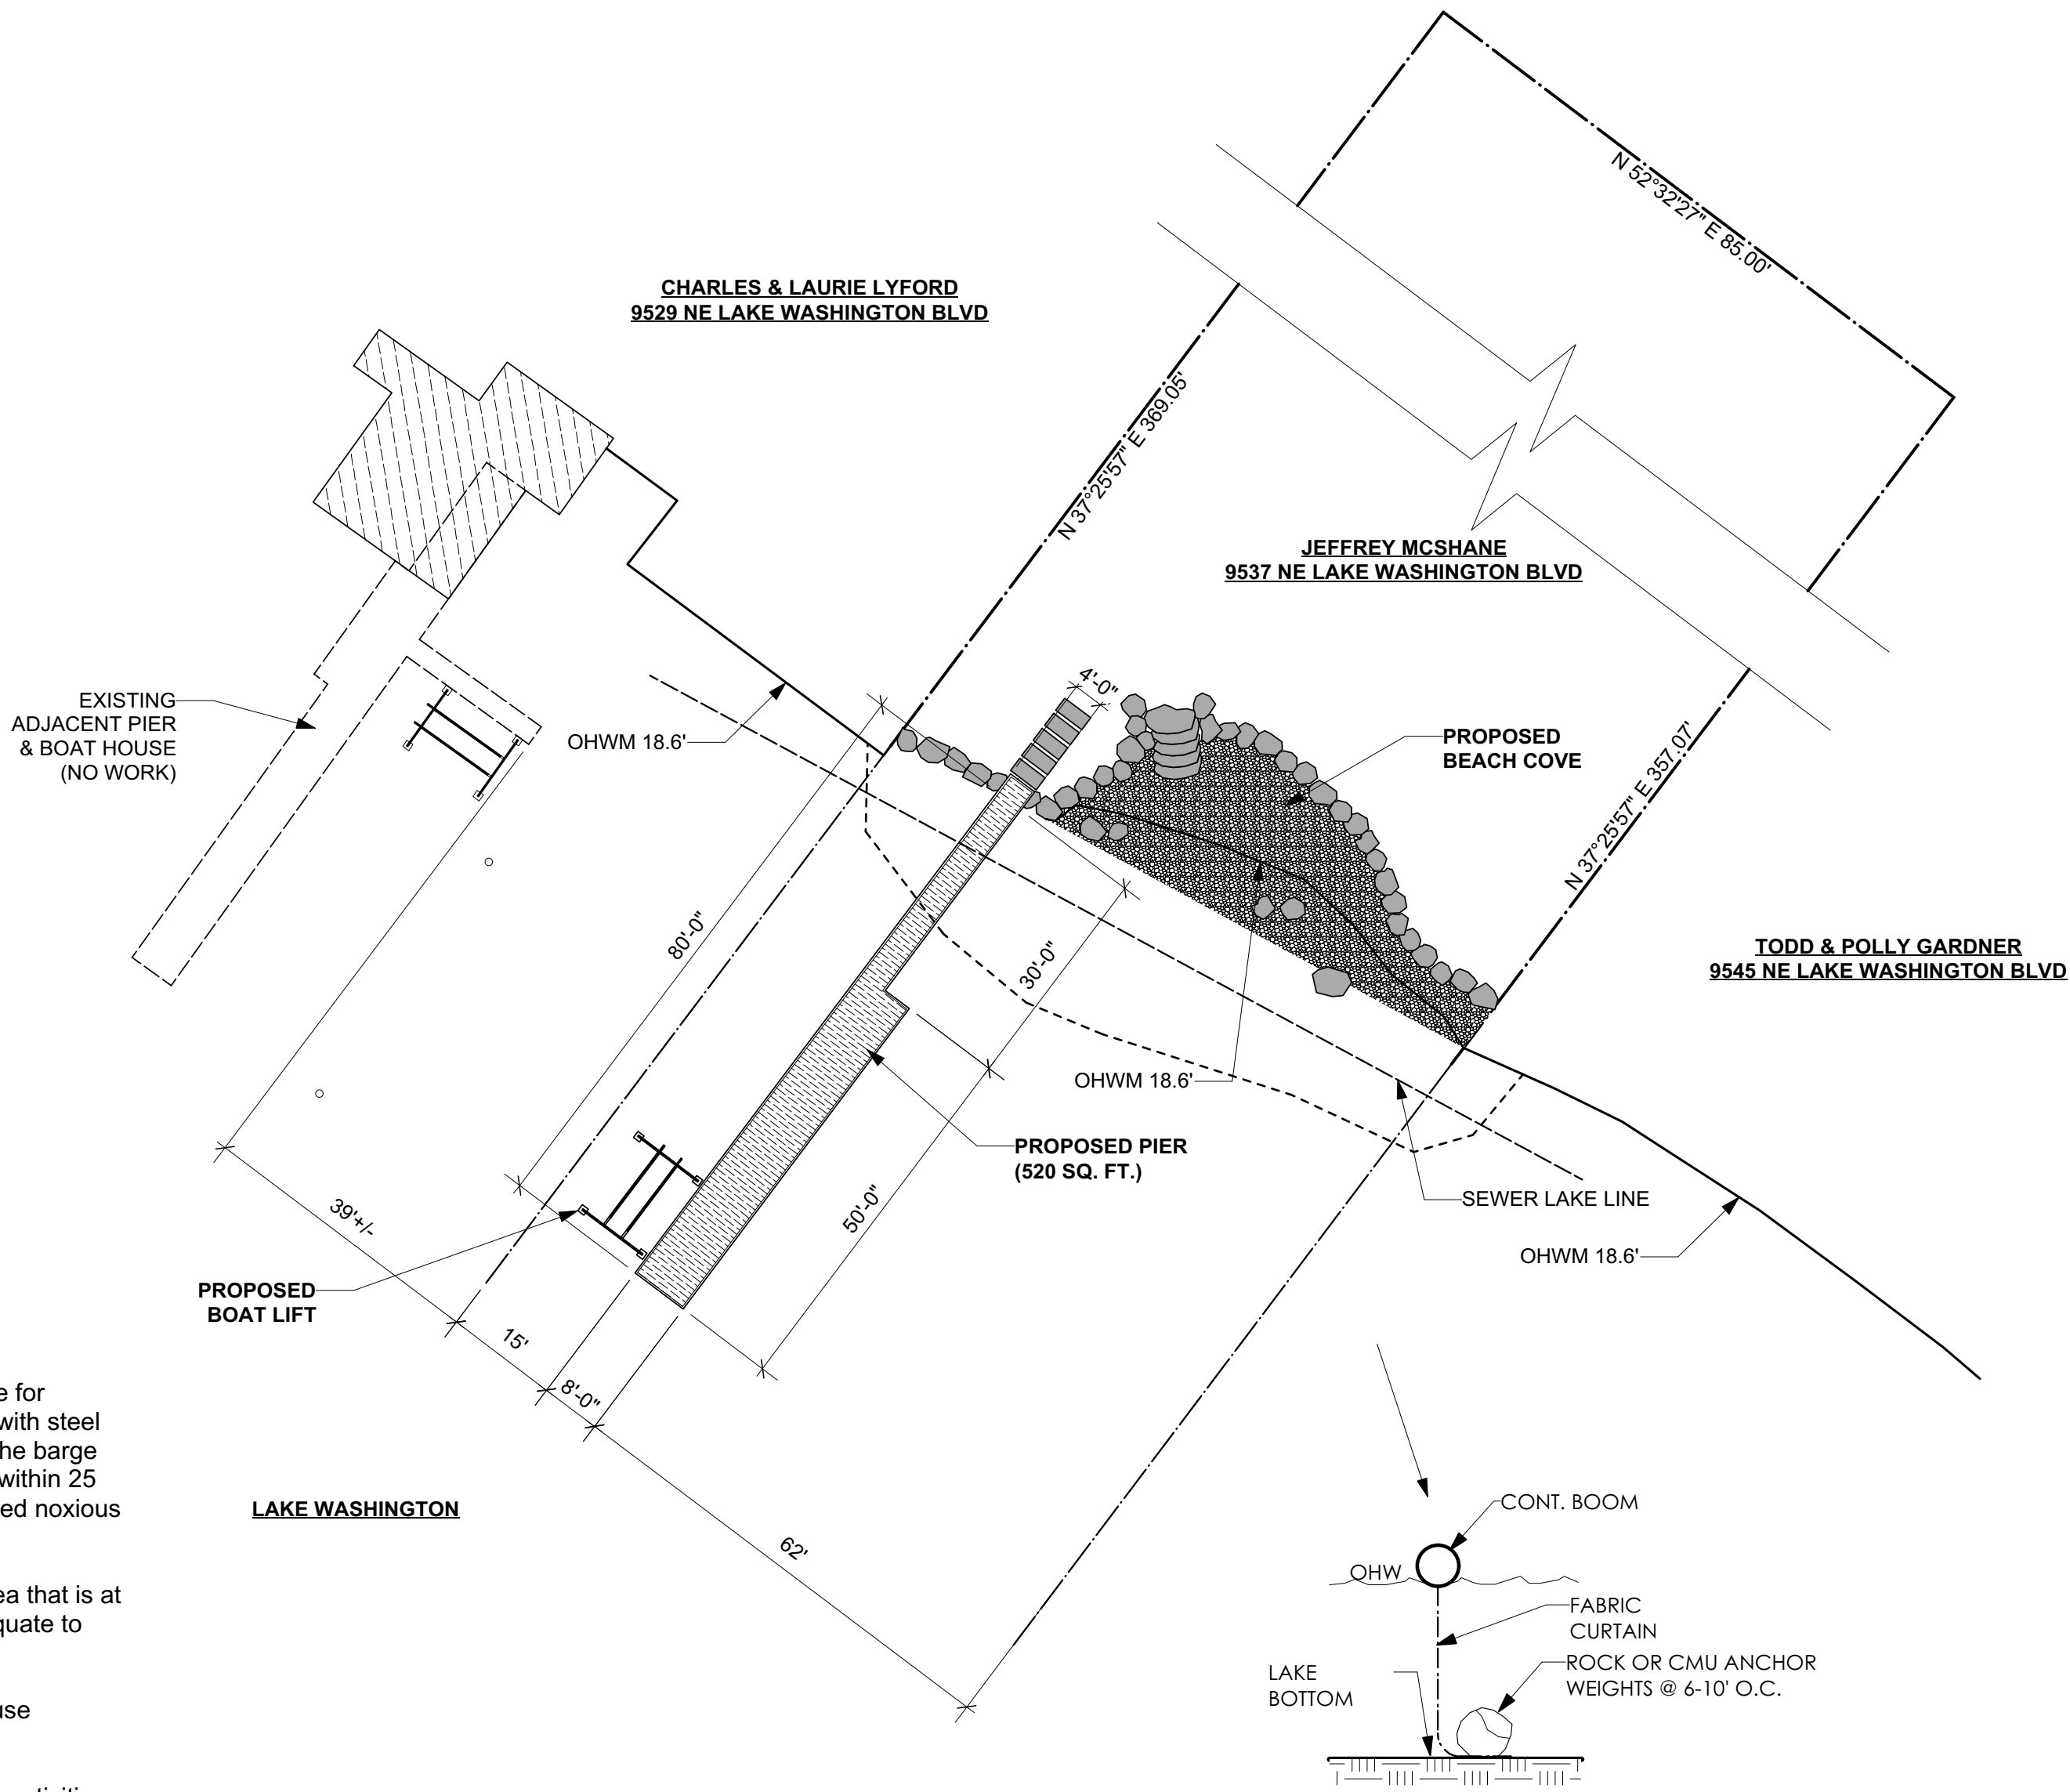 N 52°32'27" E 85.00'
CHARLES & LAURIE LYFORD
9529 NE LAKE WASHINGTON BLVD
N 37°25'57" E 369.05'
JEFFREY MCSHANE
9537 NE LAKE WASHINGTON BLVD
EXISTING
ADJACENT PIER
& BOAT HOUSE
(NO WORK)
OHWM 18.6'
4'-0"
PROPOSED
BEACH COVE
N 37°25'57" E 357.07'
TODD & POLLY GARDNER
9545 NE LAKE WASHINGTON BLVD
80'-0"
30'-0"
OHWM 18.6'
PROPOSED PIER
(520 SQ. FT.)
SEWER LAKE LINE
OHWM 18.6'
50'-0"
39'+/-
PROPOSED
BOAT LIFT
15'
8'-0"
62'
e for
with steel
he barge
within 25
ed noxious
LAKE WASHINGTON
ea that is at
quate to
use
CONT. BOOM
OHW
FABRIC
CURTAIN
ROCK OR CMU ANCHOR
WEIGHTS @ 6-10' O.C.
LAKE
BOTTOM